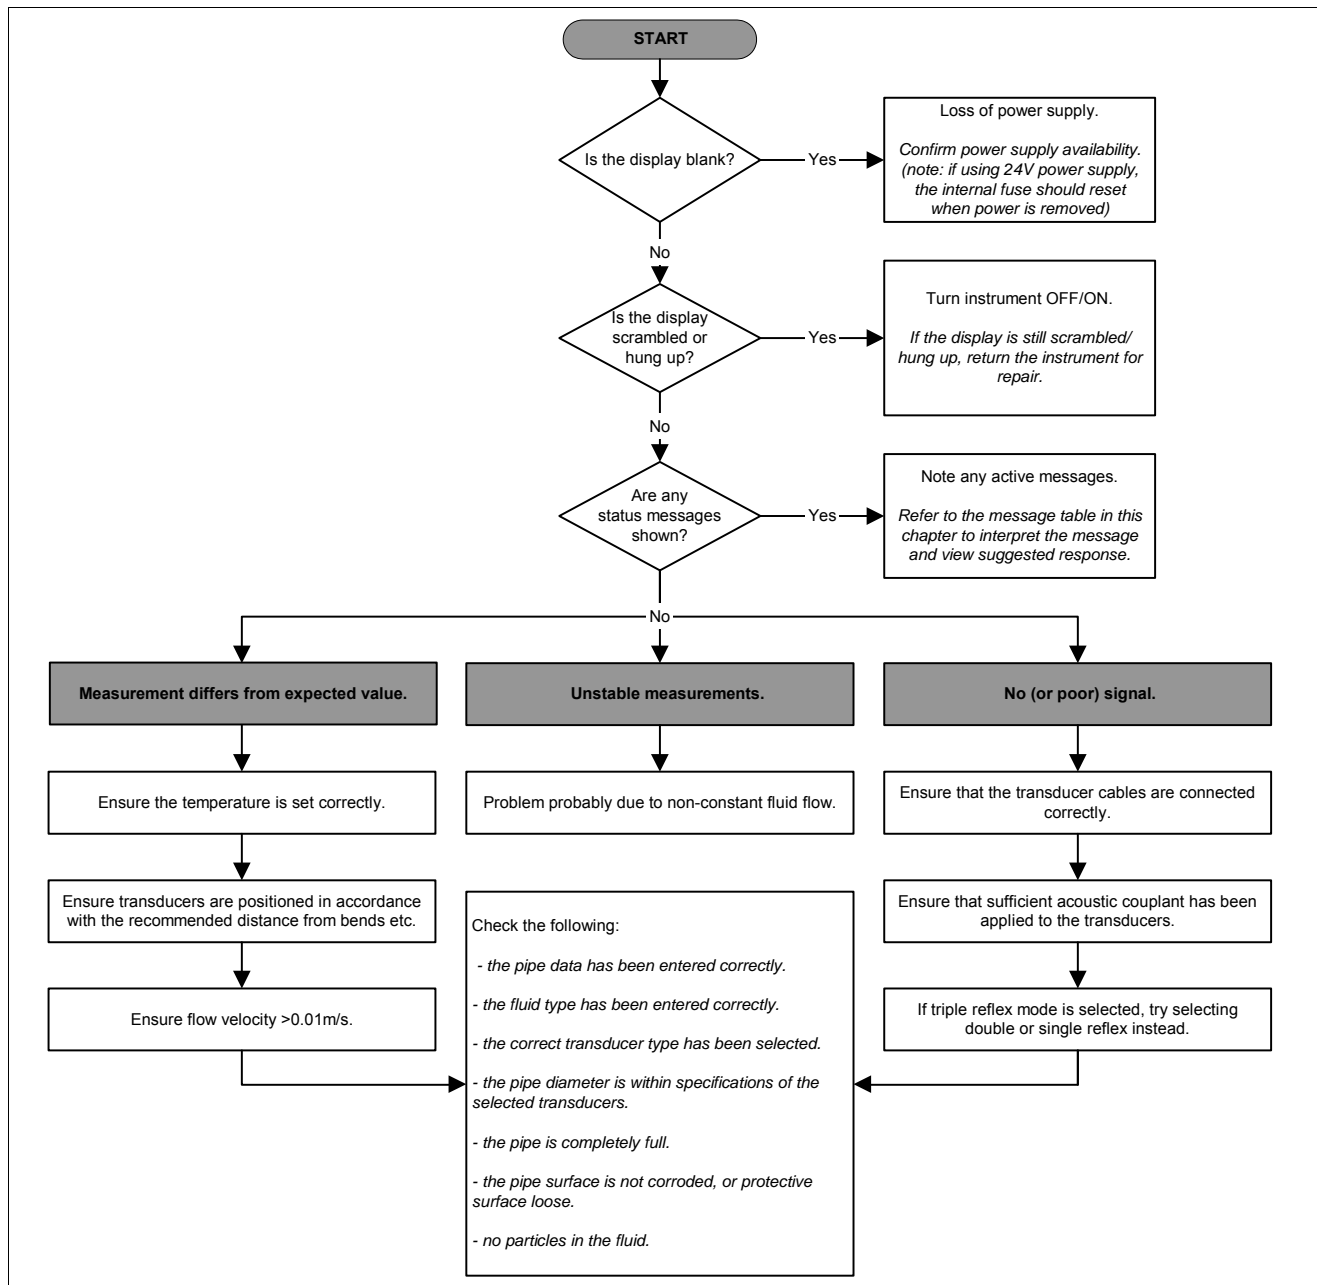 START
Is the display blank?
Yes
Loss of power supply.
Confirm power supply availability.
(note: if using 24V power supply,
the internal fuse should reset
when power is removed)
No
Is the display
scrambled or
hung up?
Yes
Turn instrument OFF/ON.
If the display is still scrambled/
hung up, return the instrument for
repair.
No
Are any
status messages
shown?
Yes
Note any active messages.
Refer to the message table in this
chapter to interpret the message
and view suggested response.
No
Measurement differs from expected value.
Unstable measurements.
No (or poor) signal.
Ensure the temperature is set correctly.
Problem probably due to non-constant fluid flow.
Ensure that the transducer cables are connected
correctly.
Ensure transducers are positioned in accordance
with the recommended distance from bends etc.
Ensure that sufficient acoustic couplant has been
applied to the transducers.
Ensure flow velocity >0.01m/s.
If triple reflex mode is selected, try selecting
double or single reflex instead.
Check the following:
- the pipe data has been entered correctly.
- the fluid type has been entered correctly.
- the correct transducer type has been selected.
- the pipe diameter is within specifications of the
selected transducers.
- the pipe is completely full.
- the pipe surface is not corroded, or protective
surface loose.
- no particles in the fluid.